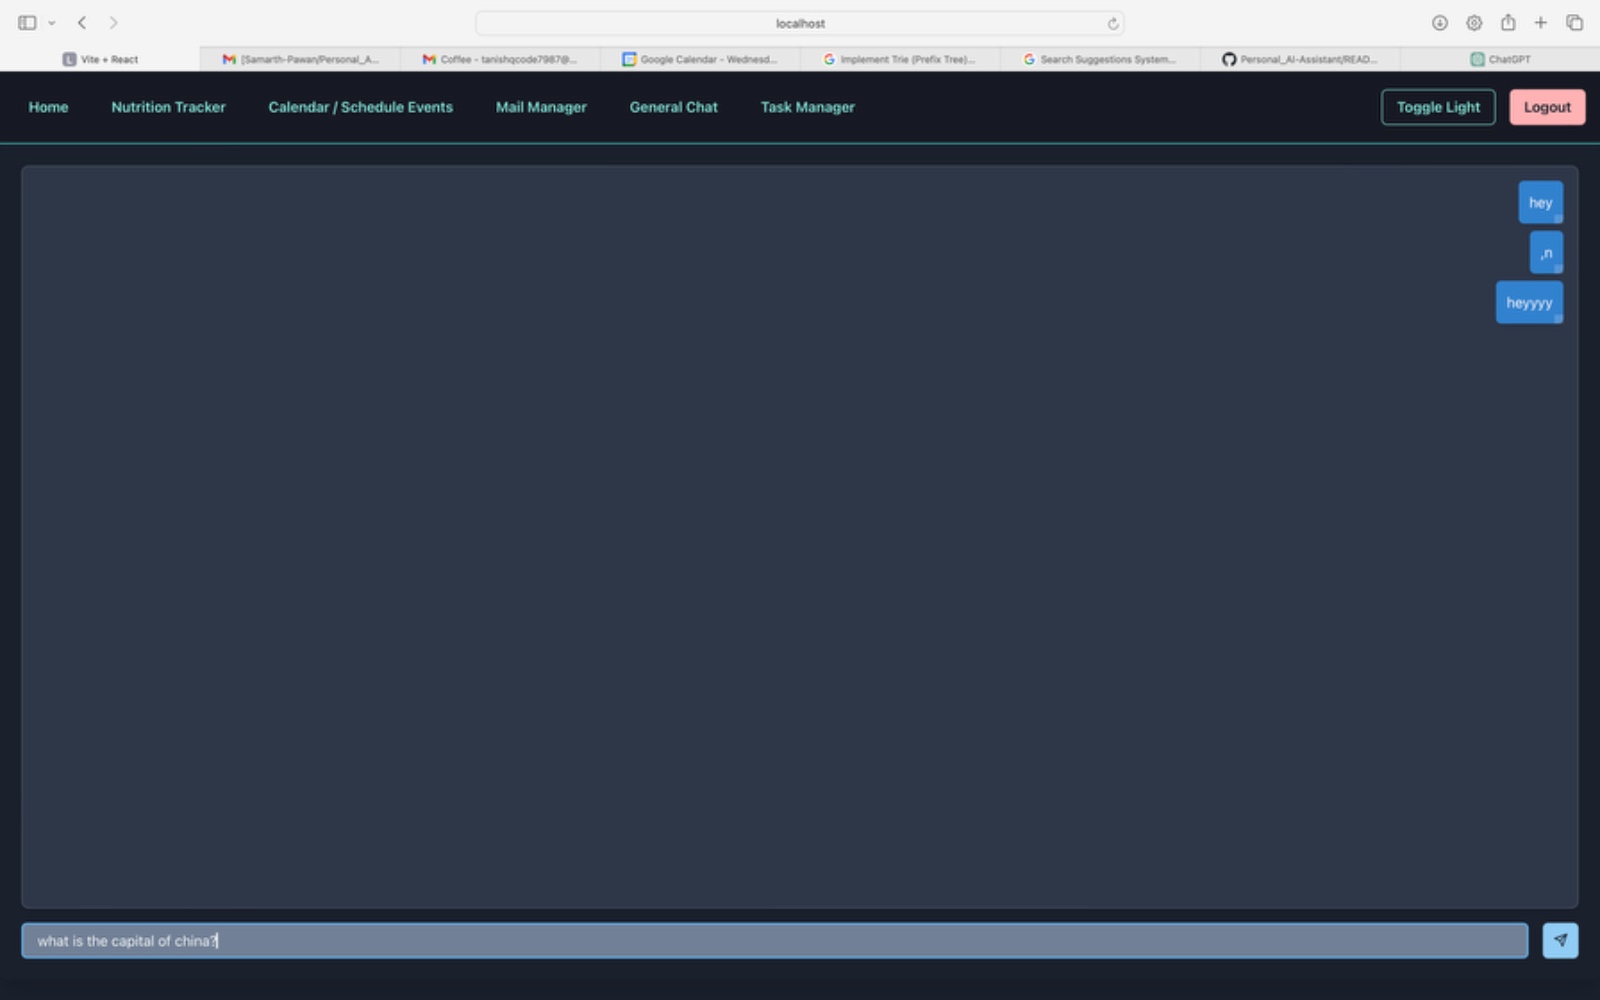 localhost
Vite + React
[Samarth-Pawan/Personal_A...
Coffee - tanishqcode7987@...
Google Calendar - Wednesd...
Implement Trie (Prefix Tree)...
Search Suggestions System...
Personal_AI-Assistant/READ...
ChatGPT
Home
Nutrition Tracker
Calendar / Schedule Events
Mail Manager
General Chat
Task Manager
Toggle Light
Logout
hey
,n
heyyyy
what is the capital of china?